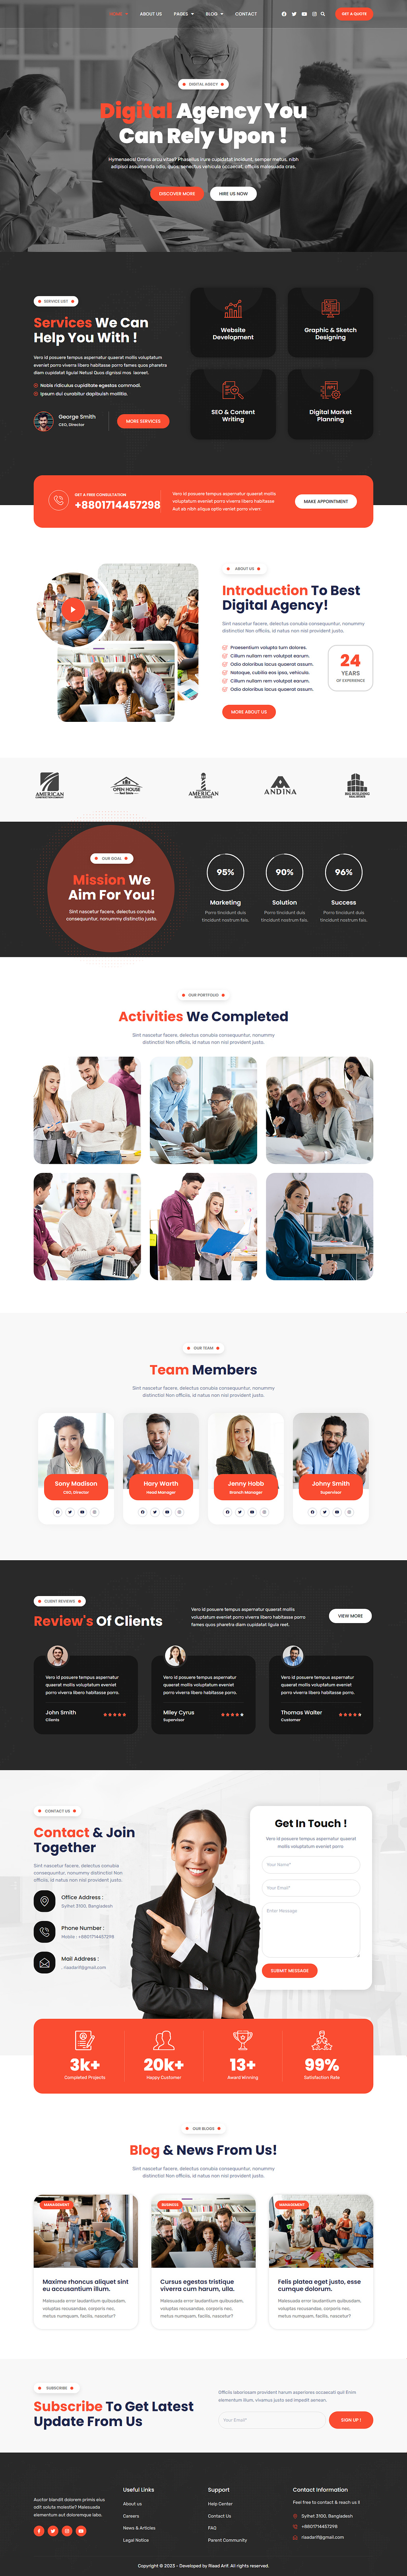 HOME
ABOUT US
PAGES
BLOG
CONTACT
GET A QUOTE
DIGITAL AGECY
Digital Agency You
Can Rely Upon !
Hymenaeos! Omnis arcu vitae? Phasellus irure cupidatat incididunt, semper metus, nibh
adipisci assumenda odio, quos, senectus vehicula placeat, officiis malesuada cras.
DISCOVER MORE
HIRE US NOW
SERVICE LIST
Services We Can
Help You With !
Vero id posuere tempus aspernatur quaerat mollis voluptatum
eveniet porro viverra libero habitasse porro fames quos pharetra
diam cupidatat ligula! Netus! Quos dignissi mos laoreet.
Nobis ridiculus cupiditate egestas commodi.
Ipsum dui curabitur dapibusin mollitia.
George Smith
CEO, Director
MORE SERVICES
Website
Development
Graphic & Sketch
Designing
SEO & Content
Writing
Digital Market
Planning
GET A FREE CONSULTATION
+8801714457298
Vero id posuere tempus aspernatur quaerat mollis
voluptatum eveniet porro viverra libero habitasse
Aut ab nibh aliqua optio veniet porro viverr.
MAKE APPOINTMENT
ABOUT US
Introduction To Best
Digital Agency!
Sint nascetur facere, delectus conubia consequuntur, nonummy
distinctio! Non officiis, id natus non nisl provident justo.
Praesentium volupta tum dolores.
Cillum nullam rem volutpat earum.
Odio doloribus lacus quaerat assum.
Natoque, cubilia eos ipsa, vehicula.
Cillum nullam rem volutpat earum.
Odio doloribus lacus quaerat assum.
24
YEARS
OF EXPERIENCE
MORE ABOUT US
AMERICAN
OPEN HOUSE
AMERICAN
REAL ESTATE
ANDINA
OUR GOAL
Mission We
Aim For You!
Sint nascetur facere, delectus conubia
consequuntur, nonummy distinctio justo.
95%
90%
96%
Marketing
Solution
Success
Porro tincidunt duis
tincidunt nostrum fuis.
Porro tincidunt duis
tincidunt nostrum fuis.
Porro tincidunt duis
tincidunt nostrum fuis.
OUR PORTFOLIO
Activities We Completed
Sint nascetur facere, delectus conubia consequuntur, nonummy
distinctio! Non officiis, id natus non nisl provident justo.
OUR TEAM
Team Members
Sint nascetur facere, delectus conubia consequuntur, nonummy
distinctio! Non officiis, id natus non nisl provident justo.
Sony Madison
CEO, Director
Hary Warth
Head Manager
Jenny Hobb
Branch Manager
Johny Smith
Supervisor
CLIENT REVIEWS
Review's Of Clients
Vero id posuere tempus aspernatur quaerat mollis
voluptatum eveniet porro viverra libero habitasse porro
fames quos pharetra diam cupidatat ligula reet.
VIEW MORE
Vero id posuere tempus aspernatur
quaerat mollis voluptatum eveniet
porro viverra libero habitasse porro.
John Smith
Clients
Vero id posuere tempus aspernatur
quaerat mollis voluptatum eveniet
porro viverra libero habitasse porro.
Miley Cyrus
Supervisor
Vero id posuere tempus aspernatur
quaerat mollis voluptatum eveniet
porro viverra libero habitasse porro.
Thomas Walter
Customer
CONTACT US
Contact & Join
Together
Sint nascetur facere, delectus conubia
consequuntur, nonummy distinctio! Non
officiis, id natus non nisl provident justo.
Office Address :
Sylhet 3100, Bangladesh
Phone Number :
Mobile : +8801714457298
Mail Address :
riaadarif@gmail.com
Get In Touch !
Vero id posuere tempus aspernatur quaerat
mollis voluptatum eveniet porro
Your Name*
Your Email*
Enter Message
SUBMIT MESSAGE
3k+
Completed Projects
20k+
Happy Customer
13+
Award Winning
99%
Satisfaction Rate
OUR BLOGS
Blog & News From Us!
Sint nascetur facere, delectus conubia consequuntur, nonummy
distinctio! Non officiis, id natus non nisl provident justo.
MANAGEMENT
BUSINESS
MANAGEMENT
Maxime rhoncus aliquet sint
eu accusantium illum.
Malesuada error laudantium quibusdam,
voluptas recusandae, corporis nec,
metus numquam, facilis, nascetur?
Cursus egestas tristique
viverra cum harum, ulla.
Malesuada error laudantium quibusdam,
voluptas recusandae, corporis nec,
metus numquam, facilis, nascetur?
Felis platea eget justo, esse
cumque dolorum.
Malesuada error laudantium quibusdam,
voluptas recusandae, corporis nec,
metus numquam, facilis, nascetur?
SUBSCRIBE
Subscribe To Get Latest
Update From Us
Officiis laboriosam provident harum asperiores occaecati quit Enim
elementum illum, vivamus justo sed impedit aenean.
Your Email*
SIGN UP !
Auctor blandit dolorem primis eius
odit soluta molestie? Malesuada
elementum aut doloremque labo.
Useful Links
About us
Careers
News & Articles
Legal Notice
Support
Help Center
Contact Us
FAQ
Parent Community
Contact Information
Feel free to contact & reach us !!
Sylhet 3100, Bangladesh
+8801714457298
riaadarif@gmail.com
Copyright © 2023 - Developed by Riaad Arif. All rights reserved.